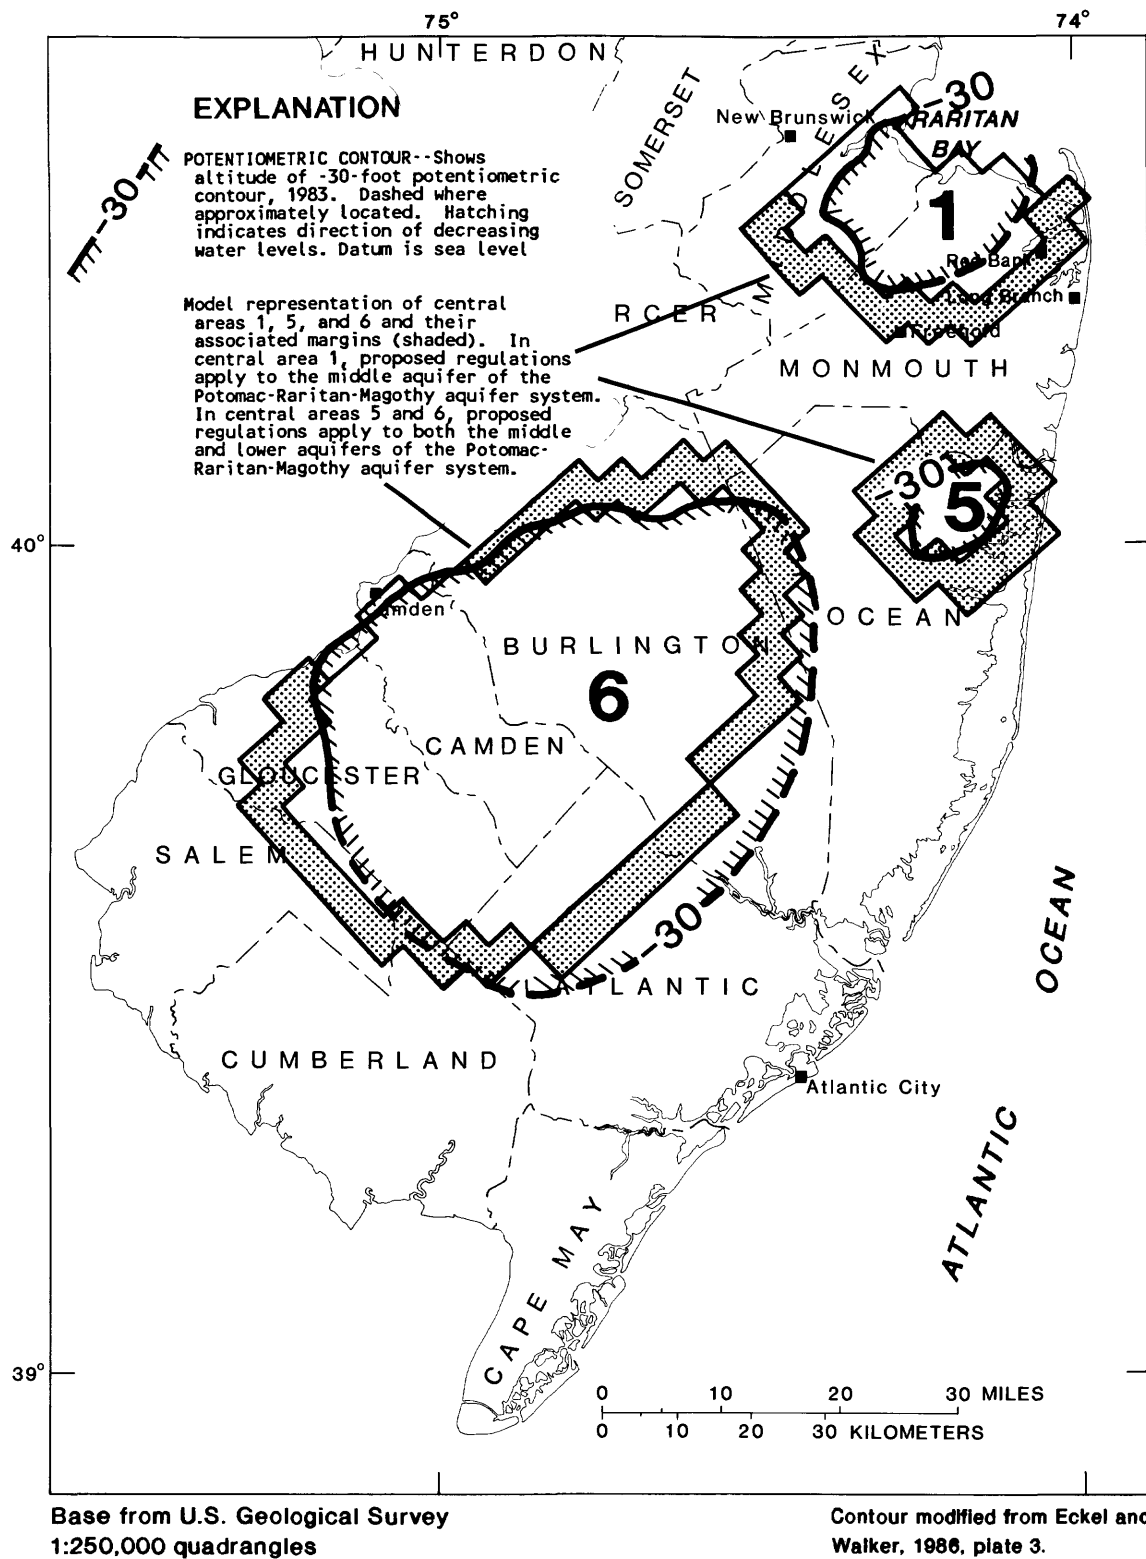 75°
74°
HUNTERDON
EXPLANATION
-30
POTENTIOMETRIC CONTOUR--Shows
altitude of -30-foot potentiometric
contour, 1983. Dashed where
approximately located. Hatching
indicates direction of decreasing
water levels. Datum is sea level
Model representation of central
areas 1, 5, and 6 and their
associated margins (shaded). In
central area 1, proposed regulations
apply to the middle aquifer of the
Potomac-Raritan-Magothy aquifer system.
In central areas 5 and 6, proposed
regulations apply to both the middle
and lower aquifers of the Potomac-
Raritan-Magothy aquifer system.
SOMERSET
New Brunswick
-30
RARITAN
BAY
1
Red Bank
Long Branch
Freehold
RCER
MONMOUTH
-30
5
40°
Camden
OCEAN
BURLINGTON
6
CAMDEN
GLOUCESTER
SALEM
-30
ATLANTIC
OCEAN
CUMBERLAND
Atlantic City
ATLANTIC
CAPE MAY
39°
0 10 20 30 MILES
0 10 20 30 KILOMETERS
Base from U.S. Geological Survey
1:250,000 quadrangles
Contour modified from Eckel and
Walker, 1986, plate 3.